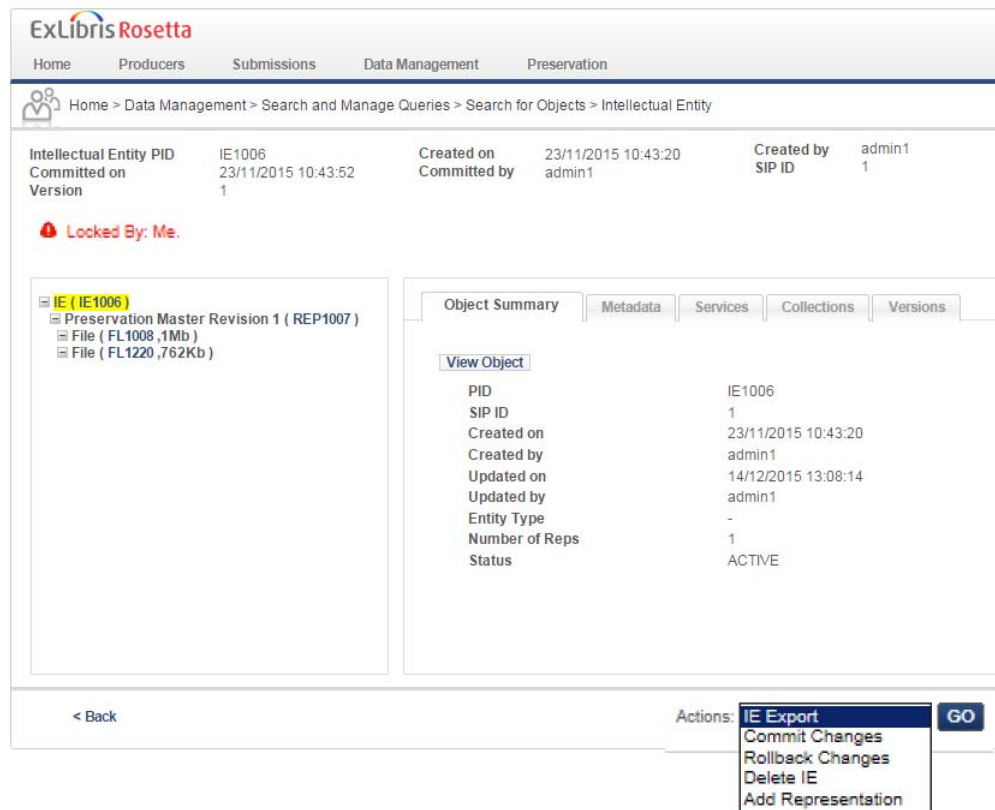 ExLibris Rosetta
Home Producers Submissions Data Management Preservation
Home > Data Management > Search and Manage Queries > Search for Objects > Intellectual Entity
Intellectual Entity PID IE1006 Created on 23/11/2015 10:43:20 Created by admin1
Committed on 23/11/2015 10:43:52 Committed by admin1 SIP ID 1
Version 1
Locked By: Me.
IE ( IE1006 )
Preservation Master Revision 1 ( REP1007 )
File ( FL1008 ,1Mb )
File ( FL1220 ,762Kb )
Object Summary Metadata Services Collections Versions
View Object
PID IE1006
SIP ID 1
Created on 23/11/2015 10:43:20
Created by admin1
Updated on 14/12/2015 13:08:14
Updated by admin1
Entity Type -
Number of Reps 1
Status ACTIVE
< Back
Actions: IE Export GO
Commit Changes
Rollback Changes
Delete IE
Add Representation